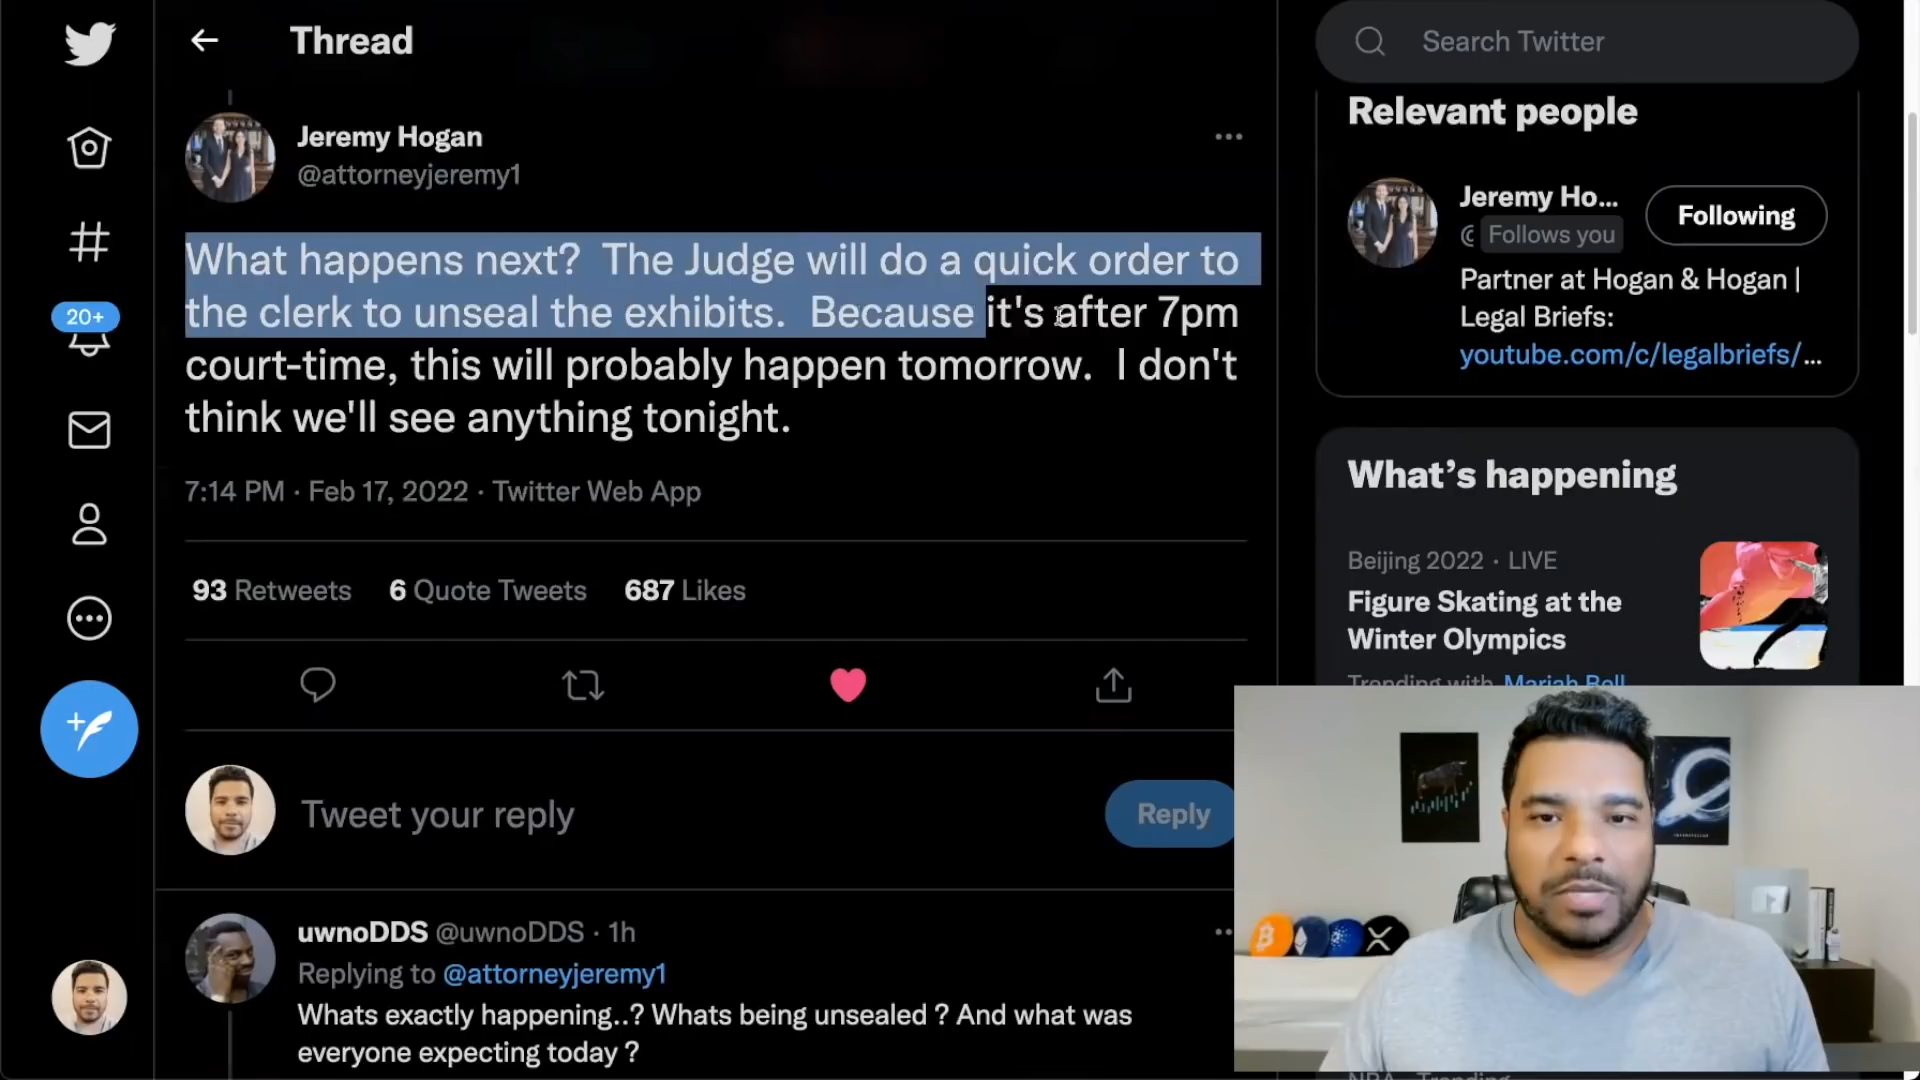 Thread
Search Twitter
Relevant people
Jeremy Hogan
@attorneyjeremy1
What happens next?  The Judge will do a quick order to
the clerk to unseal the exhibits.  Because it's after 7pm
court-time, this will probably happen tomorrow.  I don't
think we'll see anything tonight.
7:14 PM · Feb 17, 2022 · Twitter Web App
93 Retweets 6 Quote Tweets 687 Likes
Tweet your reply
Reply
uwnoDDS @uwnoDDS · 1h
Replying to @attorneyjeremy1
Whats exactly happening..? Whats being unsealed ? And what was
everyone expecting today ?
20+
Jeremy Ho...
Following
Follows you
Partner at Hogan & Hogan |
Legal Briefs:
youtube.com/c/legalbriefs/...
What's happening
Beijing 2022 · LIVE
Figure Skating at the
Winter Olympics
Trending with Mariah Bell